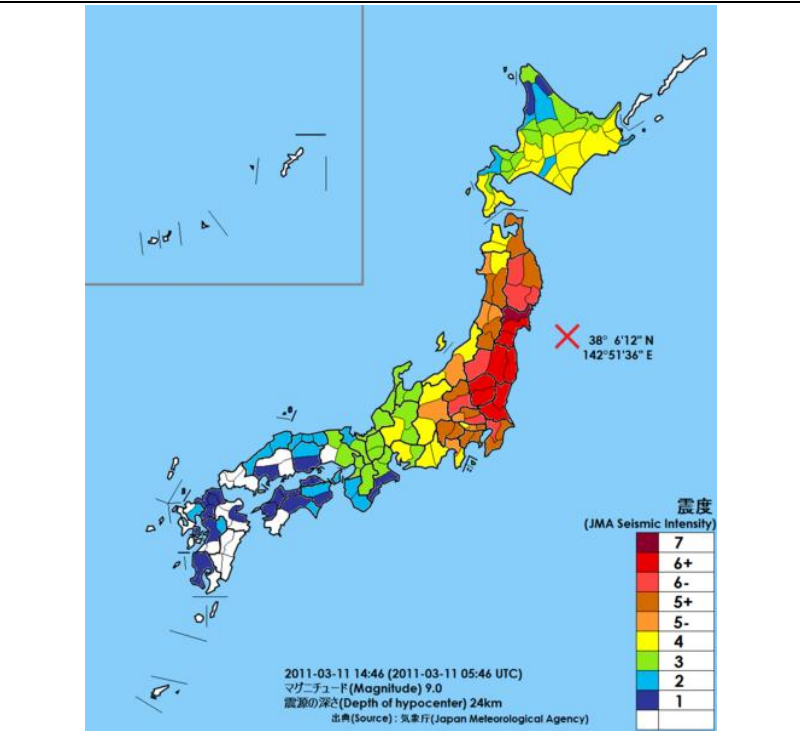 38° 6'12" N
142°51'36" E
震度
(JMA Seismic Intensity)
7
6+
6-
5+
5-
4
3
2
1
2011-03-11 14:46 (2011-03-11 05:46 UTC)
マグニチュード(Magnitude) 9.0
震源の深さ(Depth of hypocenter) 24km
出典(Source) : 気象庁(Japan Meteorological Agency)